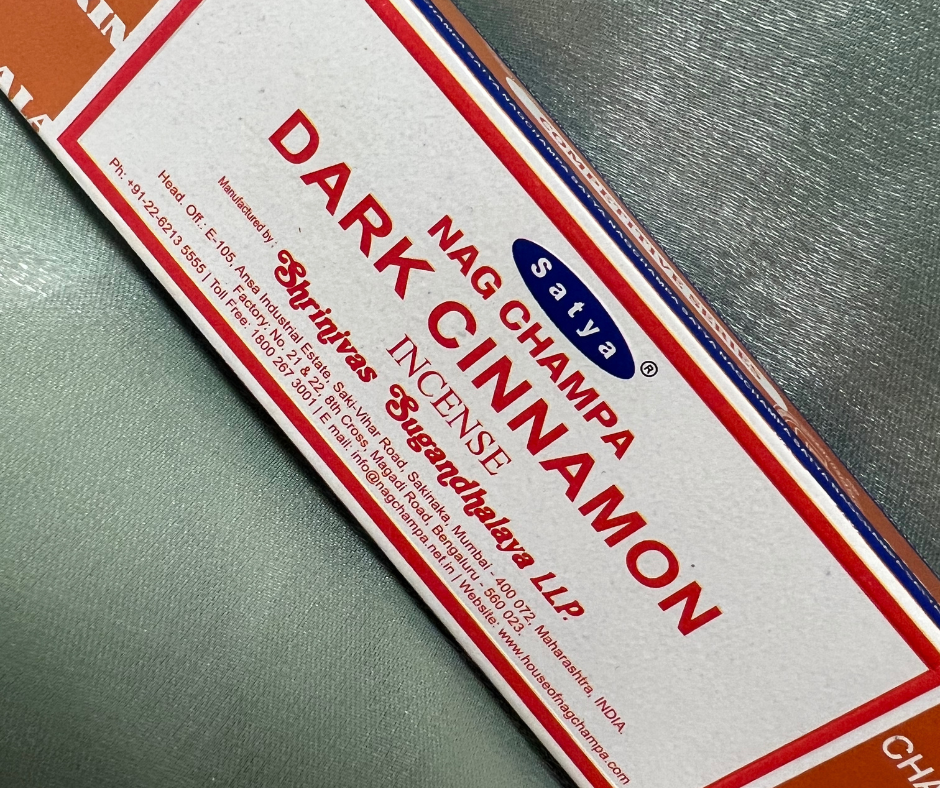 Satya ®
NAG CHAMPA
DARK CINNAMON
INCENSE
Manufactured by :
Shrinivas Sugandhalaya LLP.
Head. Off.: E-105, Ansa Industrial Estate, Saki-Vihar Road, Sakinaka, Mumbai - 400 072, Maharashtra, INDIA.
Factory: No. 21 & 22, 8th Cross, Magadi Road, Bengaluru - 560 023.
Ph: +91-22-6213 5555 | Toll Free: 1800 267 3001 | E mail: info@nagchampa.net.in | Website: www.houseofnagchampa.com
CHA